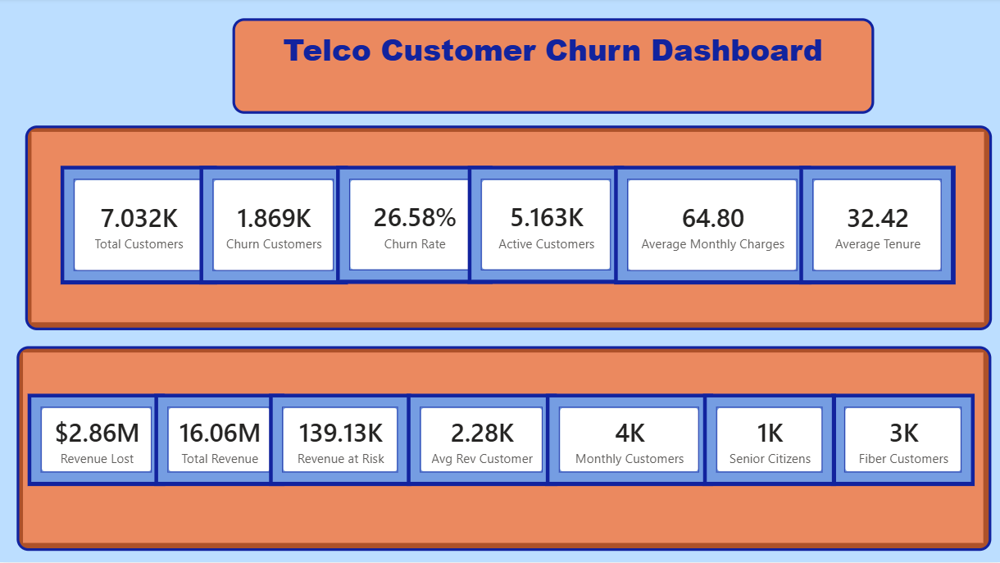 Telco Customer Churn Dashboard
7.032K 1.869K 26.58% 5.163K 64.80 32.42
Total Customers Churn Customers Churn Rate Active Customers Average Monthly Charges Average Tenure
$2.86M 16.06M 139.13K 2.28K 4K 1K 3K
Revenue Lost Total Revenue Revenue at Risk Avg Rev Customer Monthly Customers Senior Citizens Fiber Customers